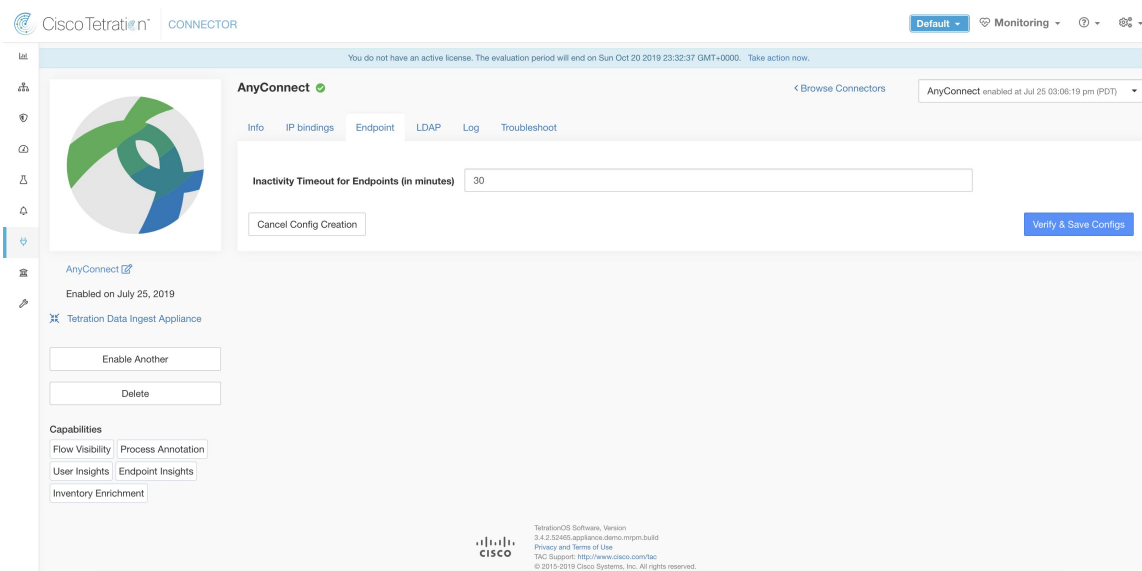 Cisco Tetration™ CONNECTOR
Default Monitoring ?
You do not have an active license. The evaluation period will end on Sun Oct 20 2019 23:32:37 GMT+0000. Take action now.
AnyConnect
< Browse Connectors
AnyConnect enabled at Jul 25 03:06:19 pm (PDT)
Info IP bindings Endpoint LDAP Log Troubleshoot
Inactivity Timeout for Endpoints (in minutes) 30
Cancel Config Creation
Verify & Save Configs
AnyConnect
Enabled on July 25, 2019
Tetration Data Ingest Appliance
Enable Another
Delete
Capabilities
Flow Visibility Process Annotation
User Insights Endpoint Insights
Inventory Enrichment
CISCO
TetrationOS Software, Version
3.4.2.52465.appliance.demo.mrpm.build
Privacy and Terms of Use
TAC Support: http://www.cisco.com/tac
© 2015-2019 Cisco Systems, Inc. All rights reserved.